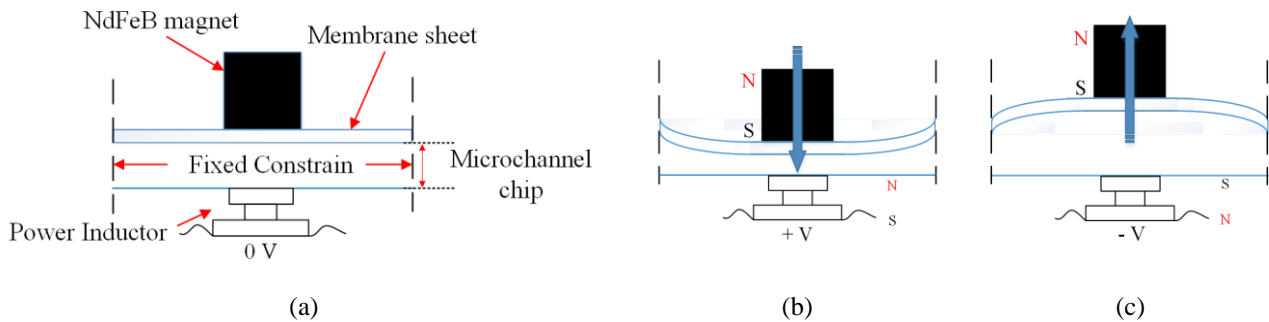 NdFeB magnet
Membrane sheet
Fixed Constrain
Microchannel
chip
Power Inductor
0 V
(a)
N
S
N
S
+ V
(b)
N
S
S
N
- V
(c)